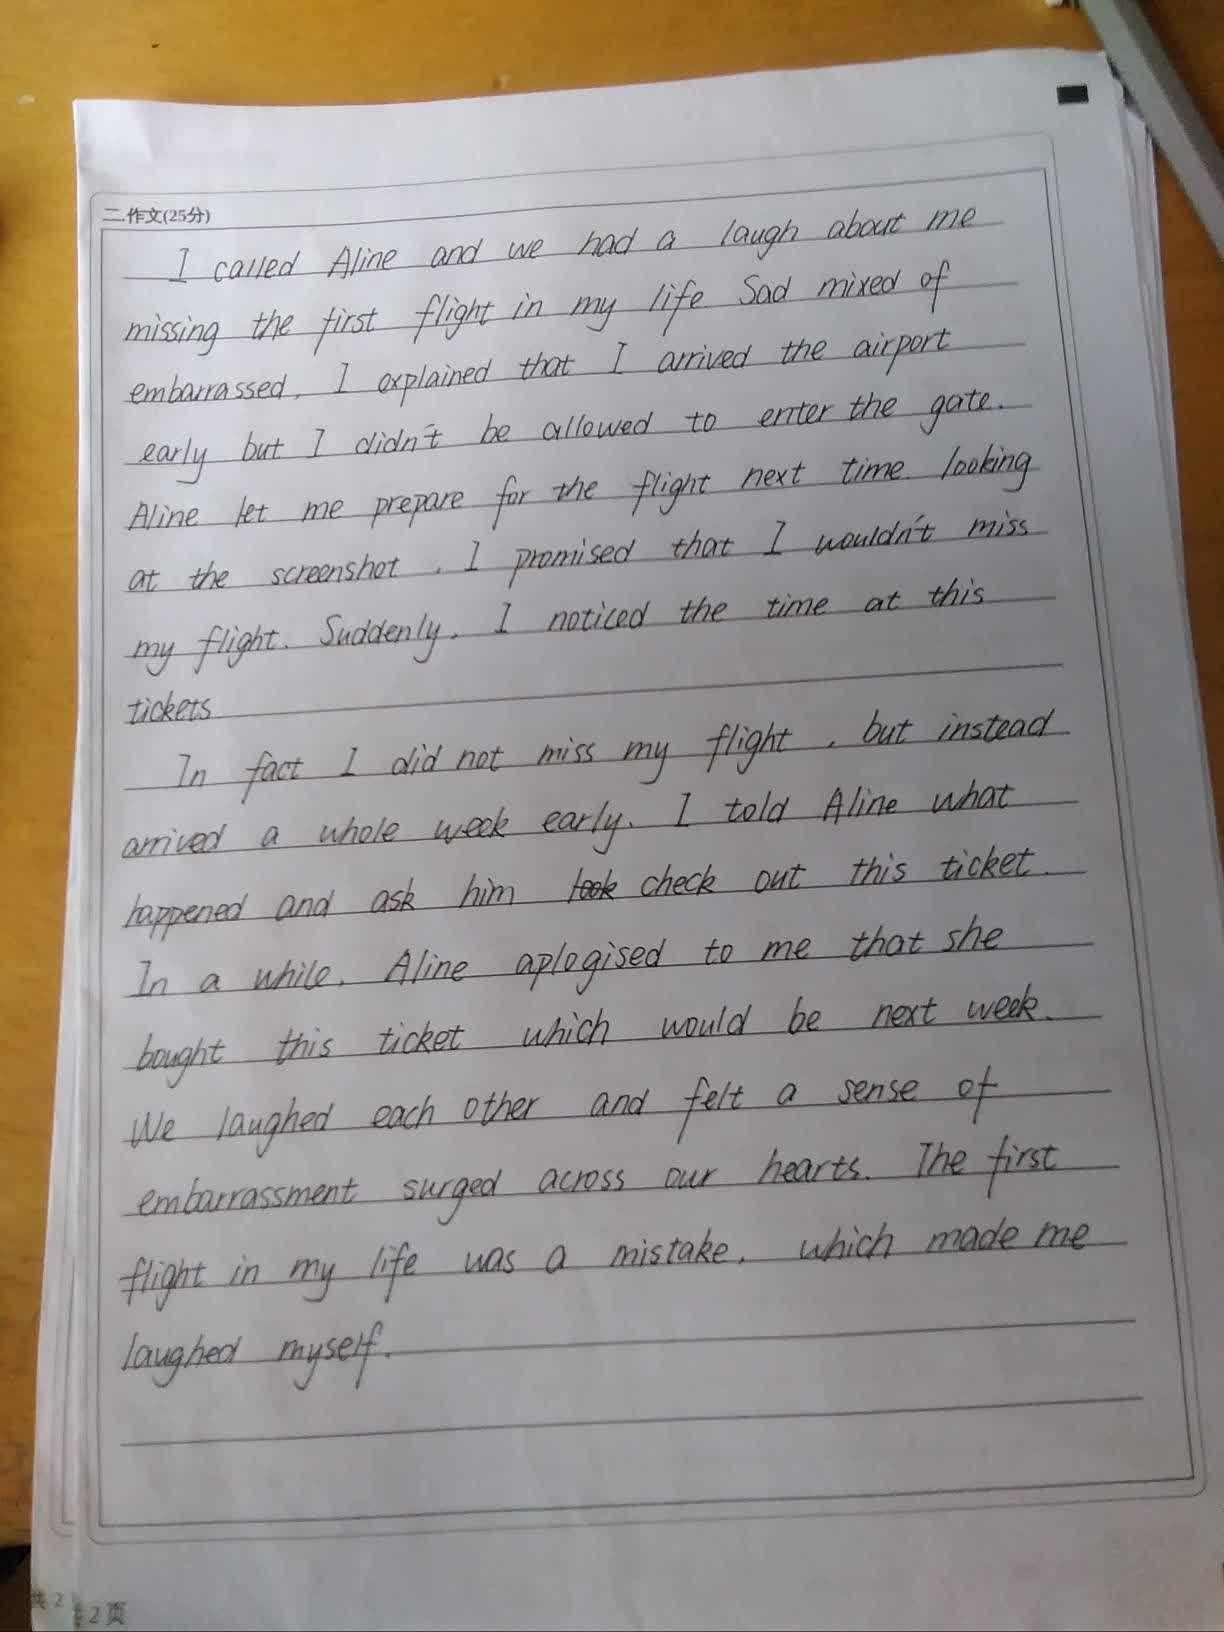 二.作文(25分)
I called Aline and we had a laugh about me
missing the first flight in my life. Sad mixed of
embarrassed, I explained that I arrived the airport
early but I didn't be allowed to enter the gate.
Aline let me prepare for the flight next time. looking
at the screenshot, I promised that I wouldn't miss
my flight. Suddenly, I noticed the time at this
tickets
In fact I did not miss my flight, but instead
arrived a whole week early. I told Aline what
happened and ask him took check out this ticket.
In a while, Aline aplogised to me that she
bought this ticket which would be next week.
We laughed each other and felt a sense of
embarrassment surged across our hearts. The first
flight in my life was a mistake, which made me
laughed myself.
共 2
2 页